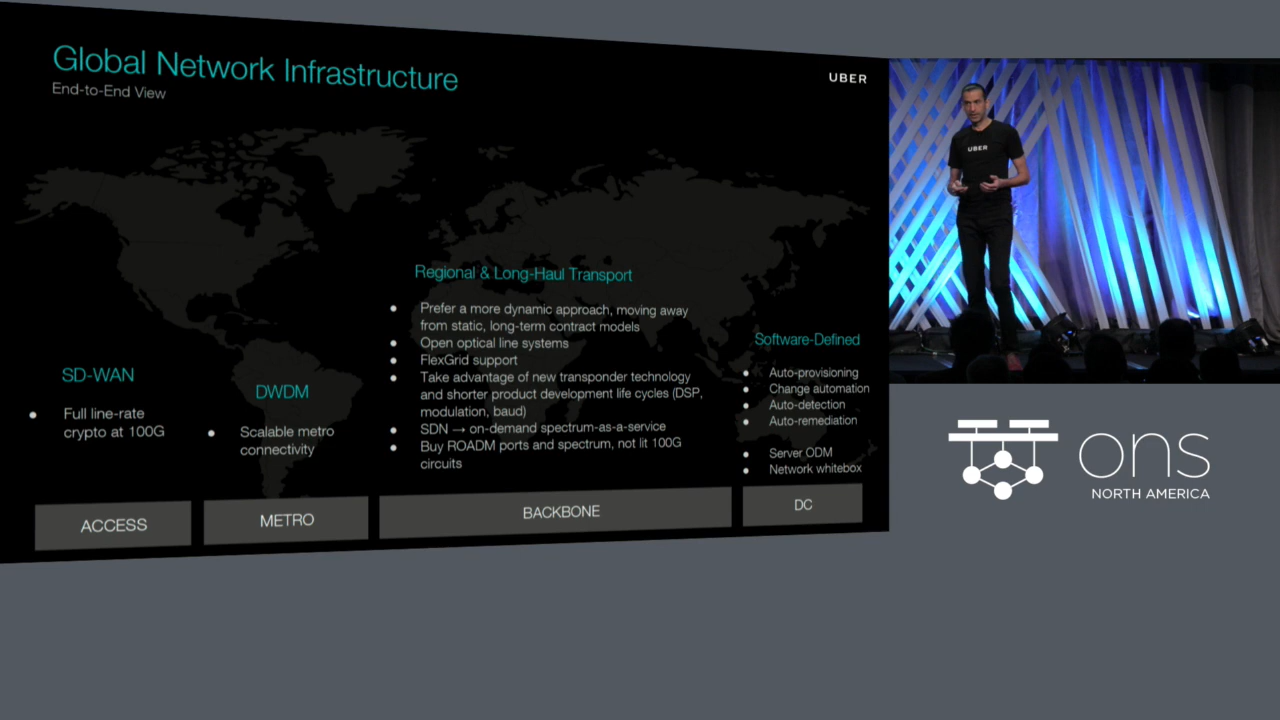 Global Network Infrastructure
End-to-End View
UBER
UBER
Regional & Long-Haul Transport
● Prefer a more dynamic approach, moving away
from static, long-term contract models
● Open optical line systems
● FlexGrid support
● Take advantage of new transponder technology
and shorter product development life cycles (DSP,
modulation, baud)
● SDN → on-demand spectrum-as-a-service
● Buy ROADM ports and spectrum, not lit 100G
circuits
Software-Defined
● Auto-provisioning
● Change automation
● Auto-detection
● Auto-remediation
● Server ODM
● Network whitebox
SD-WAN
● Full line-rate
crypto at 100G
DWDM
● Scalable metro
connectivity
ACCESS
METRO
BACKBONE
DC
ons
NORTH AMERICA